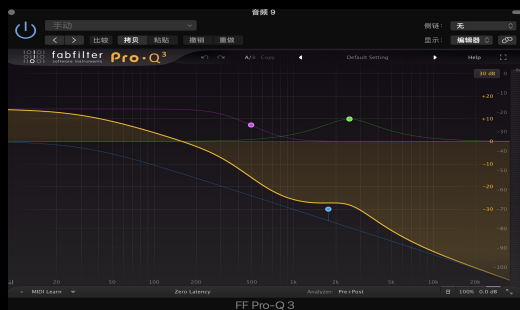 音频 9
手动
侧链: 无
< > 比较 拷贝 粘贴 撤销 重做
显示: 编辑器
fabfilter
software instruments
Pro·Q 3
A/B Copy
Default Setting
Help
30 dB 0
-10
+20
-20
+10
-30
0
-40
-10
-50
-60
-20
-70
-30
-80
-90
-100
20 50 100 200 500 1k 2k 5k 10k 20k
MIDI Learn
Zero Latency
Analyzer: Pre+Post
100% 0.0 dB
FF Pro-Q 3